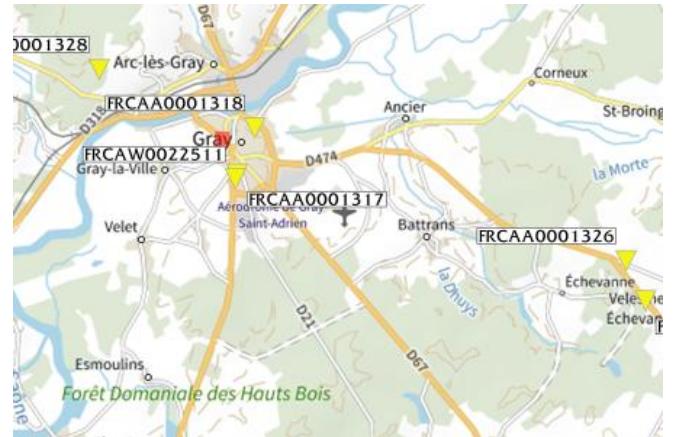 D67
0001328
Arc-lès-Gray
Corneux
FRCAA0001318
Ancier
St-Broing
D318
Gray
D474
FRCAW0022511
la Morte
Gray-la-Ville
FRCAA0001317
Aérodrome de Gray
Saint-Adrien
Velet
Battrans
FRCAA0001326
la Dhuys
Échevanne
D21
D67
Esmoulins
Forêt Domaniale des Hauts Bois